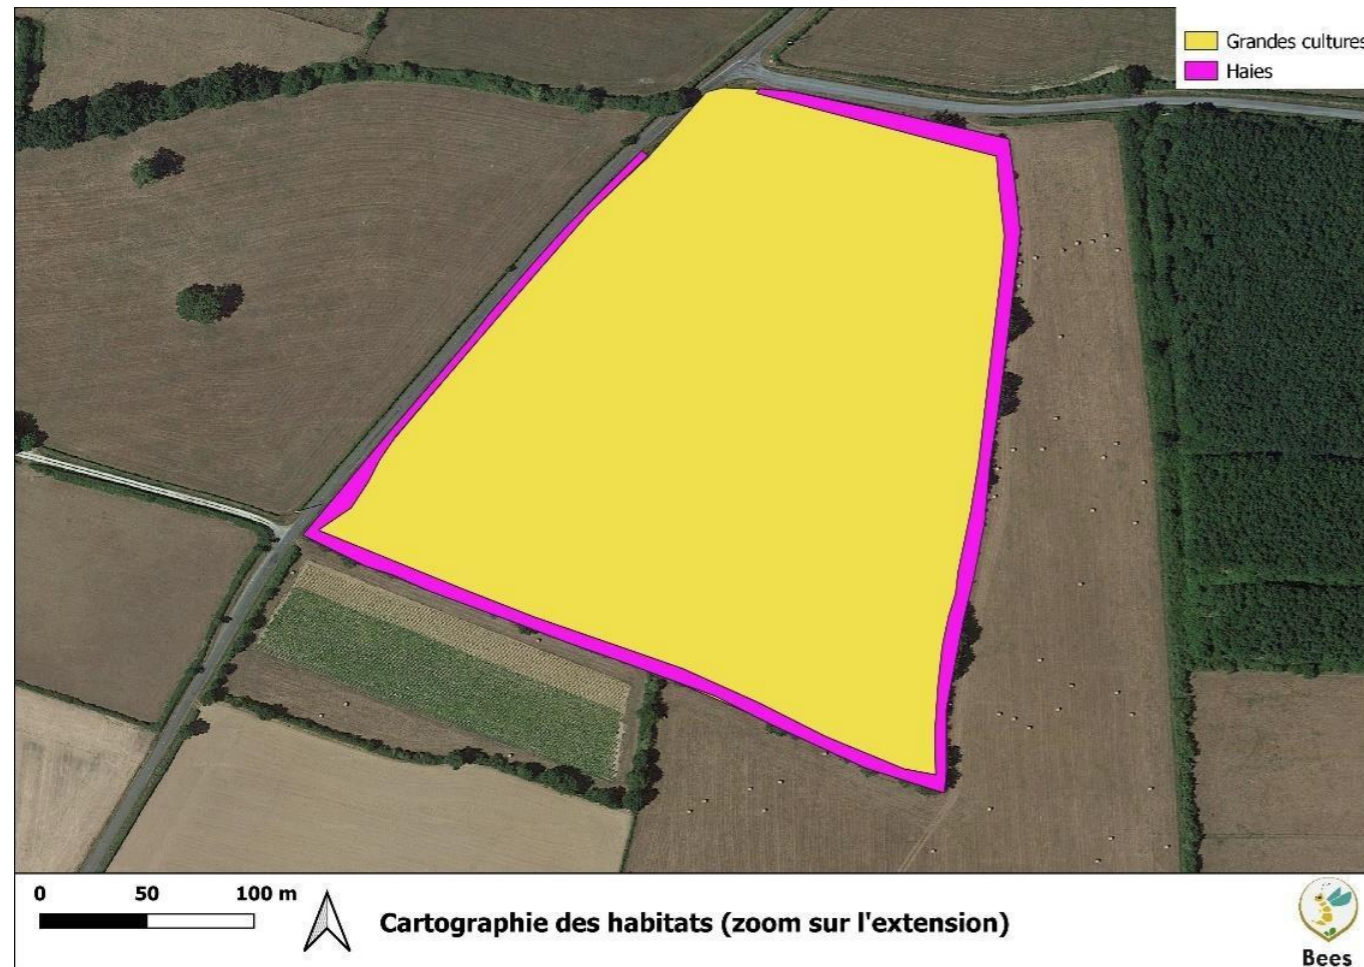 Grandes cultures
Haies
0 50 100 m
Cartographie des habitats (zoom sur l'extension)
Bees